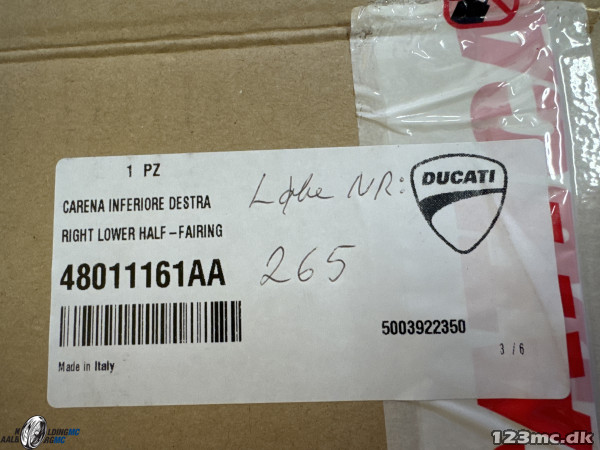 1 PZ
CARENA INFERIORE DESTRA
RIGHT LOWER HALF-FAIRING
48011161AA
Made in Italy
Løbe NR:
265
DUCATI
5003922350
3 / 6
123mc.dk